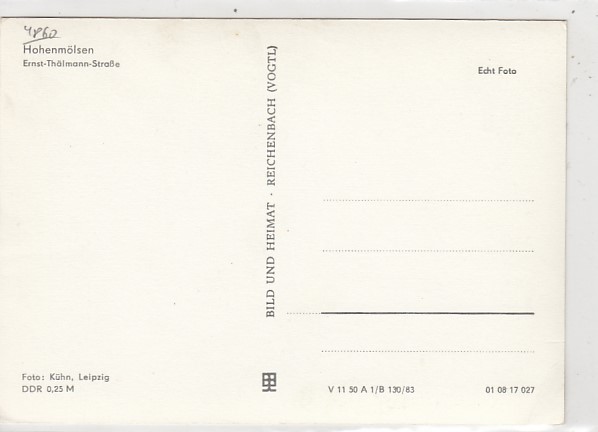 4860
Hohenmölsen
Ernst-Thälmann-Straße
BILD UND HEIMAT · REICHENBACH (VOGTL)
Echt Foto
Foto: Kühn, Leipzig
DDR 0,25 M
V 11 50 A 1/B 130/83
01 08 17 027